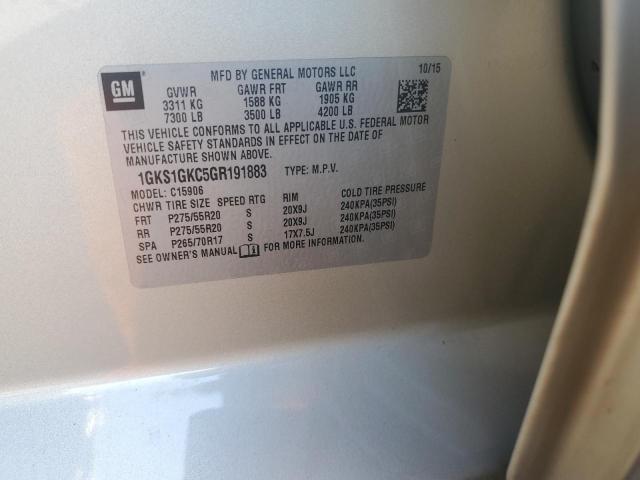 MFD BY GENERAL MOTORS LLC 10/15
GM
GVWR GAWR FRT GAWR RR
3311 KG 1588 KG 1905 KG
7300 LB 3500 LB 4200 LB
THIS VEHICLE CONFORMS TO ALL APPLICABLE U.S. FEDERAL MOTOR
VEHICLE SAFETY STANDARDS IN EFFECT ON THE DATE OF
MANUFACTURE SHOWN ABOVE.
1GKS1GKC5GR191883 TYPE: M.P.V.
MODEL: C15906
CHWR TIRE SIZE SPEED RTG RIM COLD TIRE PRESSURE
FRT P275/55R20 S 20X9J 240KPA(35PSI)
RR P275/55R20 S 20X9J 240KPA(35PSI)
SPA P265/70R17 S 17X7.5J 240KPA(35PSI)
SEE OWNER'S MANUAL FOR MORE INFORMATION.